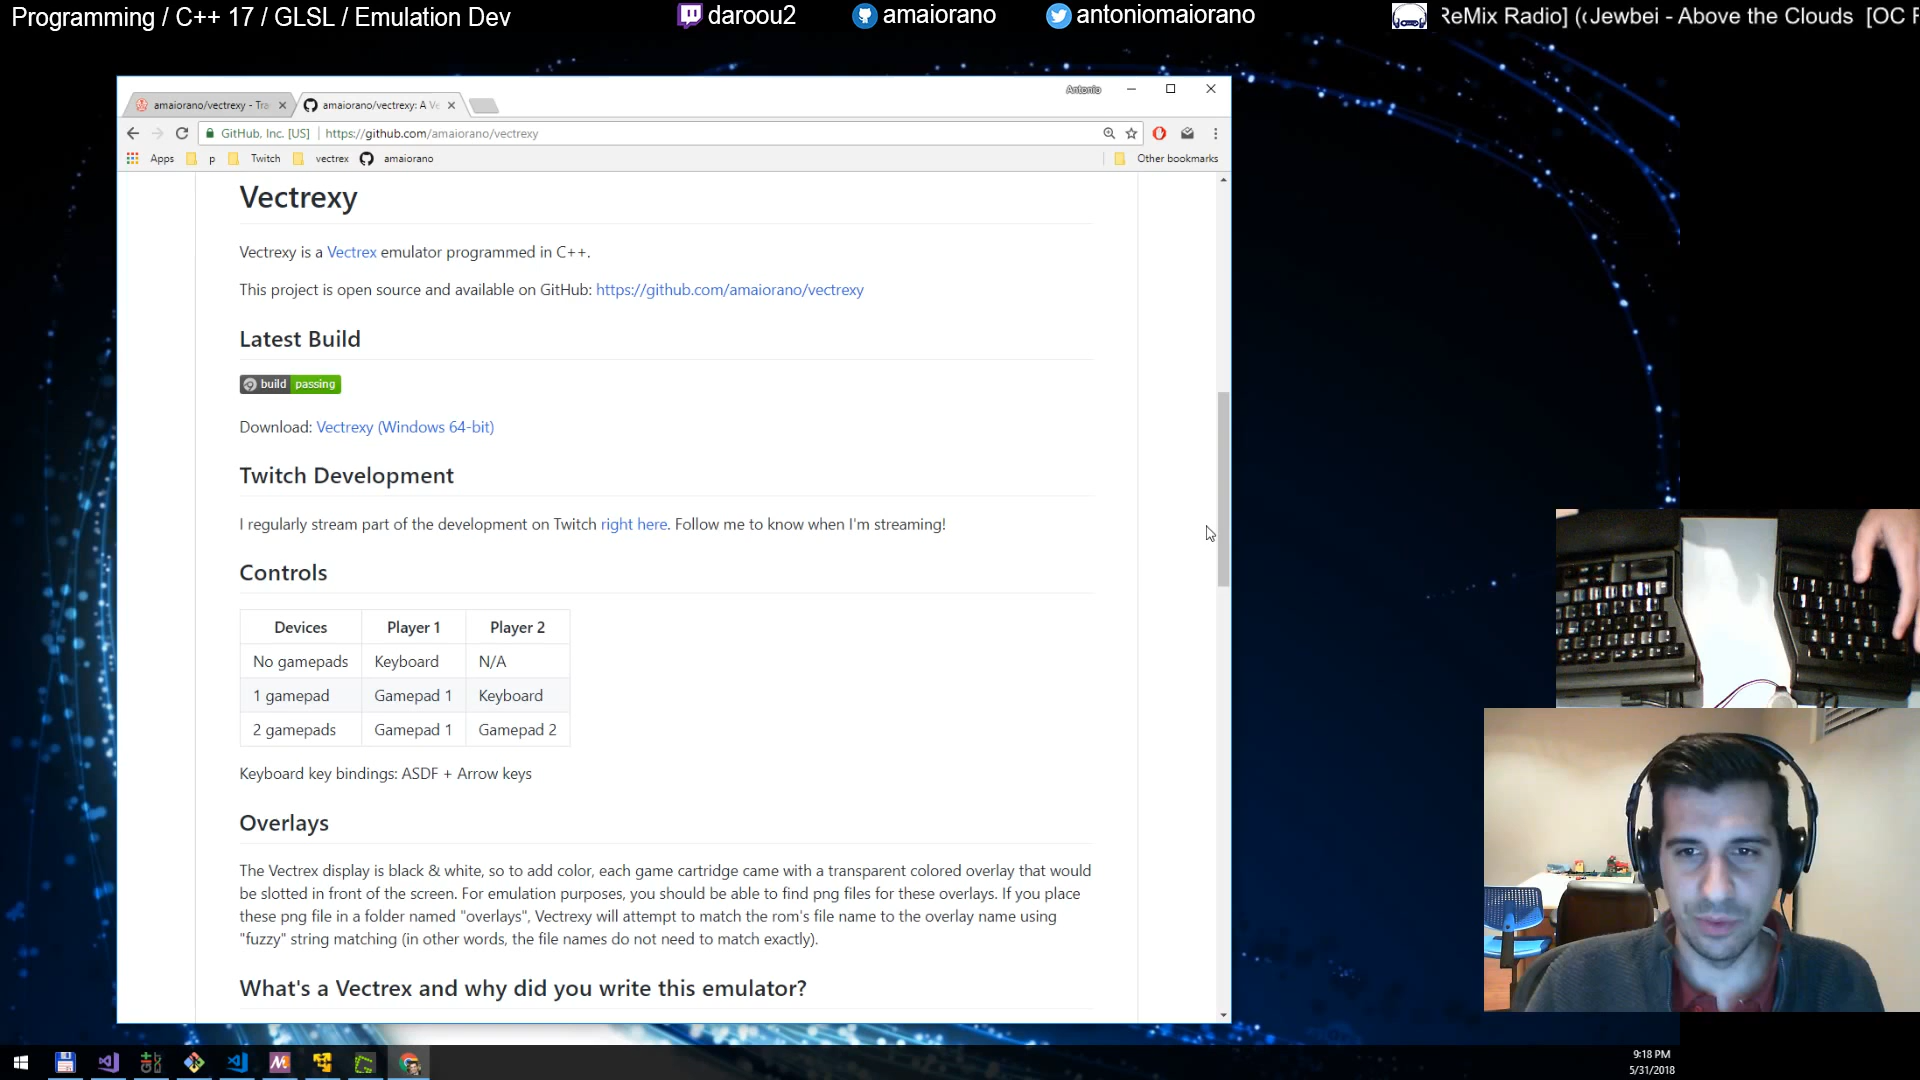 Programming / C++ 17 / GLSL / Emulation Dev
daroou2
amaiorano
antoniomaiorano
ReMix Radio] (Jewbei - Above the Clouds [OC
Antonio
amaiorano/vectrexy - Tra
amaiorano/vectrexy: A Ve
GitHub, Inc. [US]
https://github.com/amaiorano/vectrexy
Apps
p
Twitch
vectrex
amaiorano
Other bookmarks
Vectrexy
Vectrexy is a Vectrex emulator programmed in C++.
This project is open source and available on GitHub: https://github.com/amaiorano/vectrexy
Latest Build
build passing
Download: Vectrexy (Windows 64-bit)
Twitch Development
I regularly stream part of the development on Twitch right here. Follow me to know when I'm streaming!
Controls
Devices Player 1 Player 2
No gamepads Keyboard N/A
1 gamepad Gamepad 1 Keyboard
2 gamepads Gamepad 1 Gamepad 2
Keyboard key bindings: ASDF + Arrow keys
Overlays
The Vectrex display is black & white, so to add color, each game cartridge came with a transparent colored overlay that would
be slotted in front of the screen. For emulation purposes, you should be able to find png files for these overlays. If you place
these png file in a folder named "overlays", Vectrexy will attempt to match the rom's file name to the overlay name using
"fuzzy" string matching (in other words, the file names do not need to match exactly).
What's a Vectrex and why did you write this emulator?
9:18 PM
5/31/2018